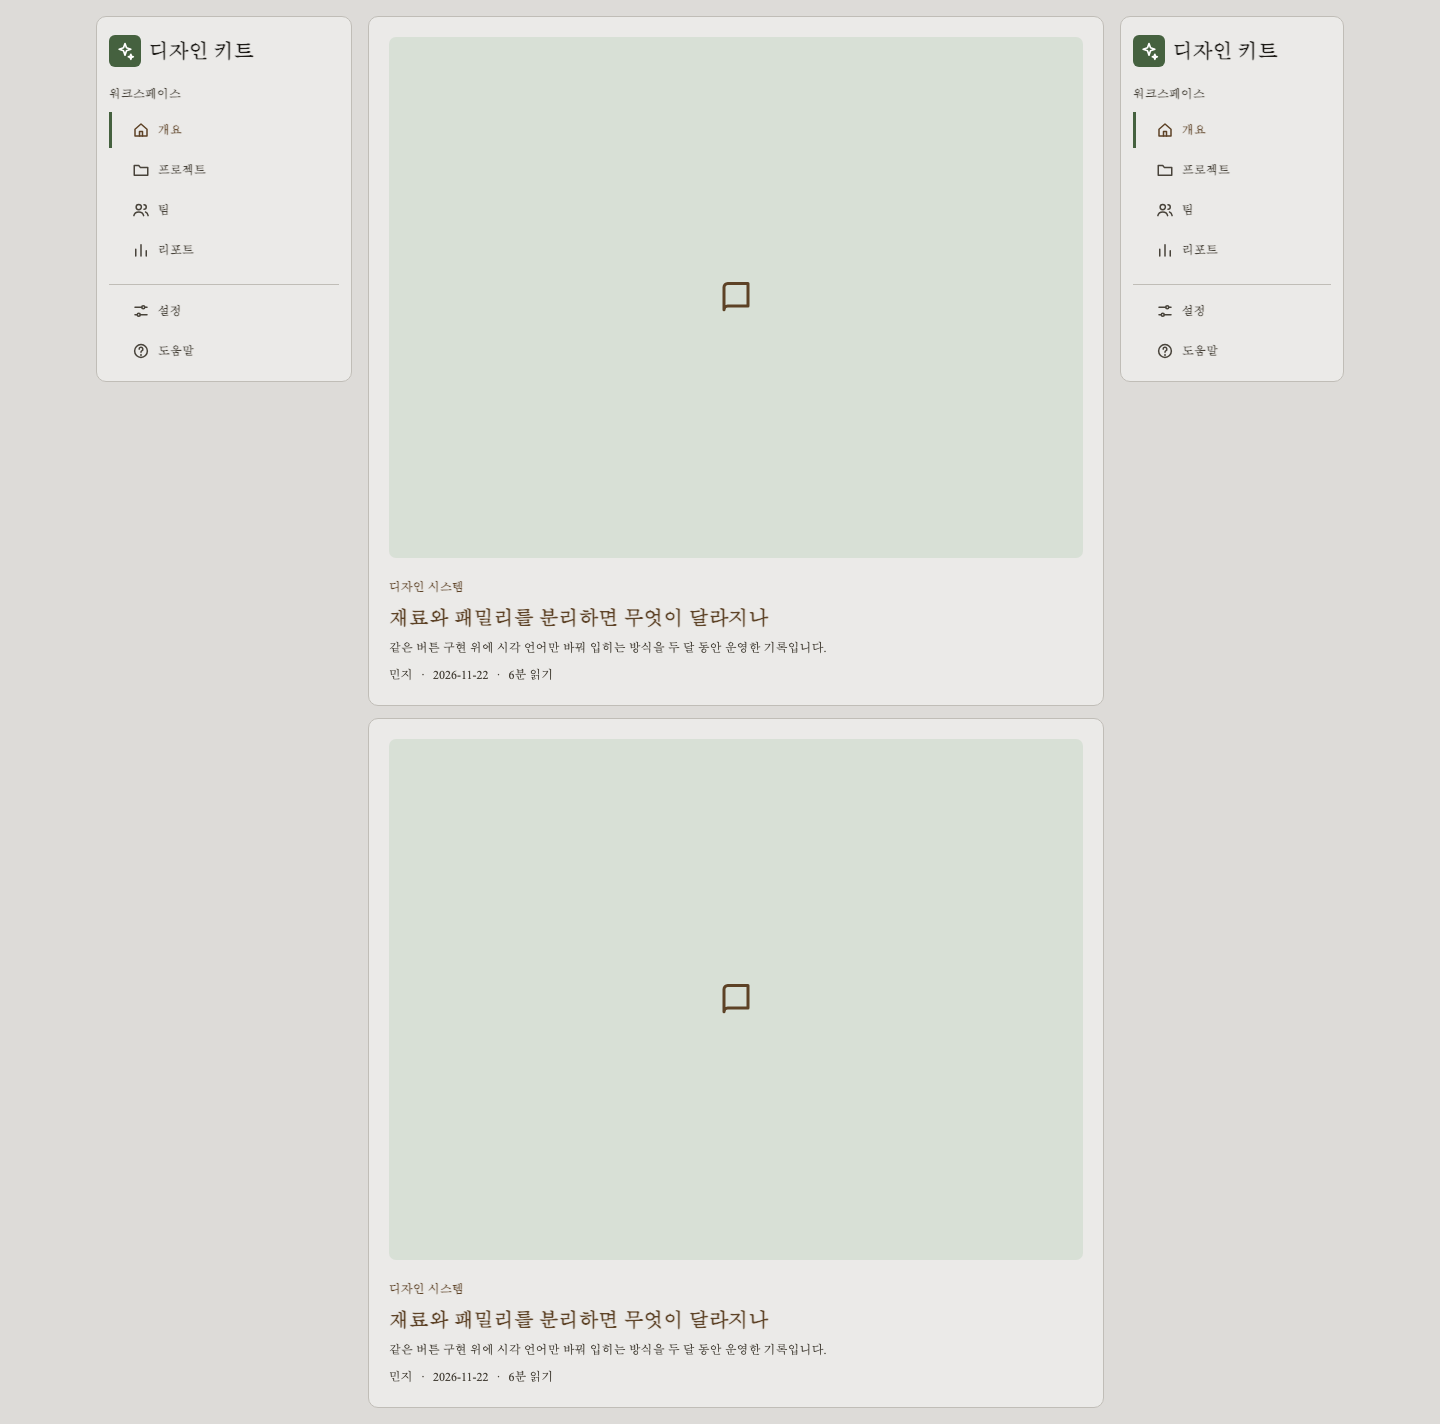 디자인 키트
워크스페이스
개요
프로젝트
팀
리포트
설정
도움말
디자인 시스템
재료와 패밀리를 분리하면 무엇이 달라지나
같은 버튼 구현 위에 시각 언어만 바꿔 입히는 방식을 두 달 동안 운영한 기록입니다.
민지 · 2026-11-22 · 6분 읽기
디자인 시스템
재료와 패밀리를 분리하면 무엇이 달라지나
같은 버튼 구현 위에 시각 언어만 바꿔 입히는 방식을 두 달 동안 운영한 기록입니다.
민지 · 2026-11-22 · 6분 읽기
디자인 키트
워크스페이스
개요
프로젝트
팀
리포트
설정
도움말